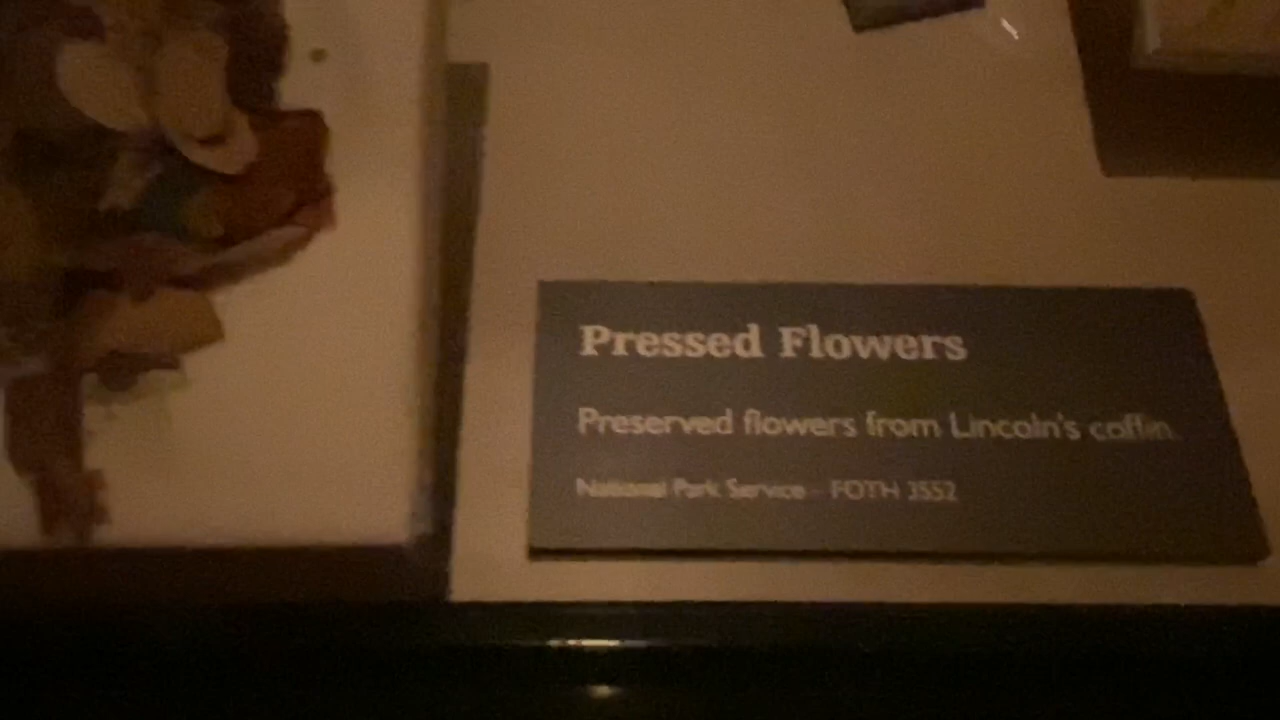 Pressed Flowers
Preserved flowers from Lincoln's coffin.
National Park Service - FOTH 3552